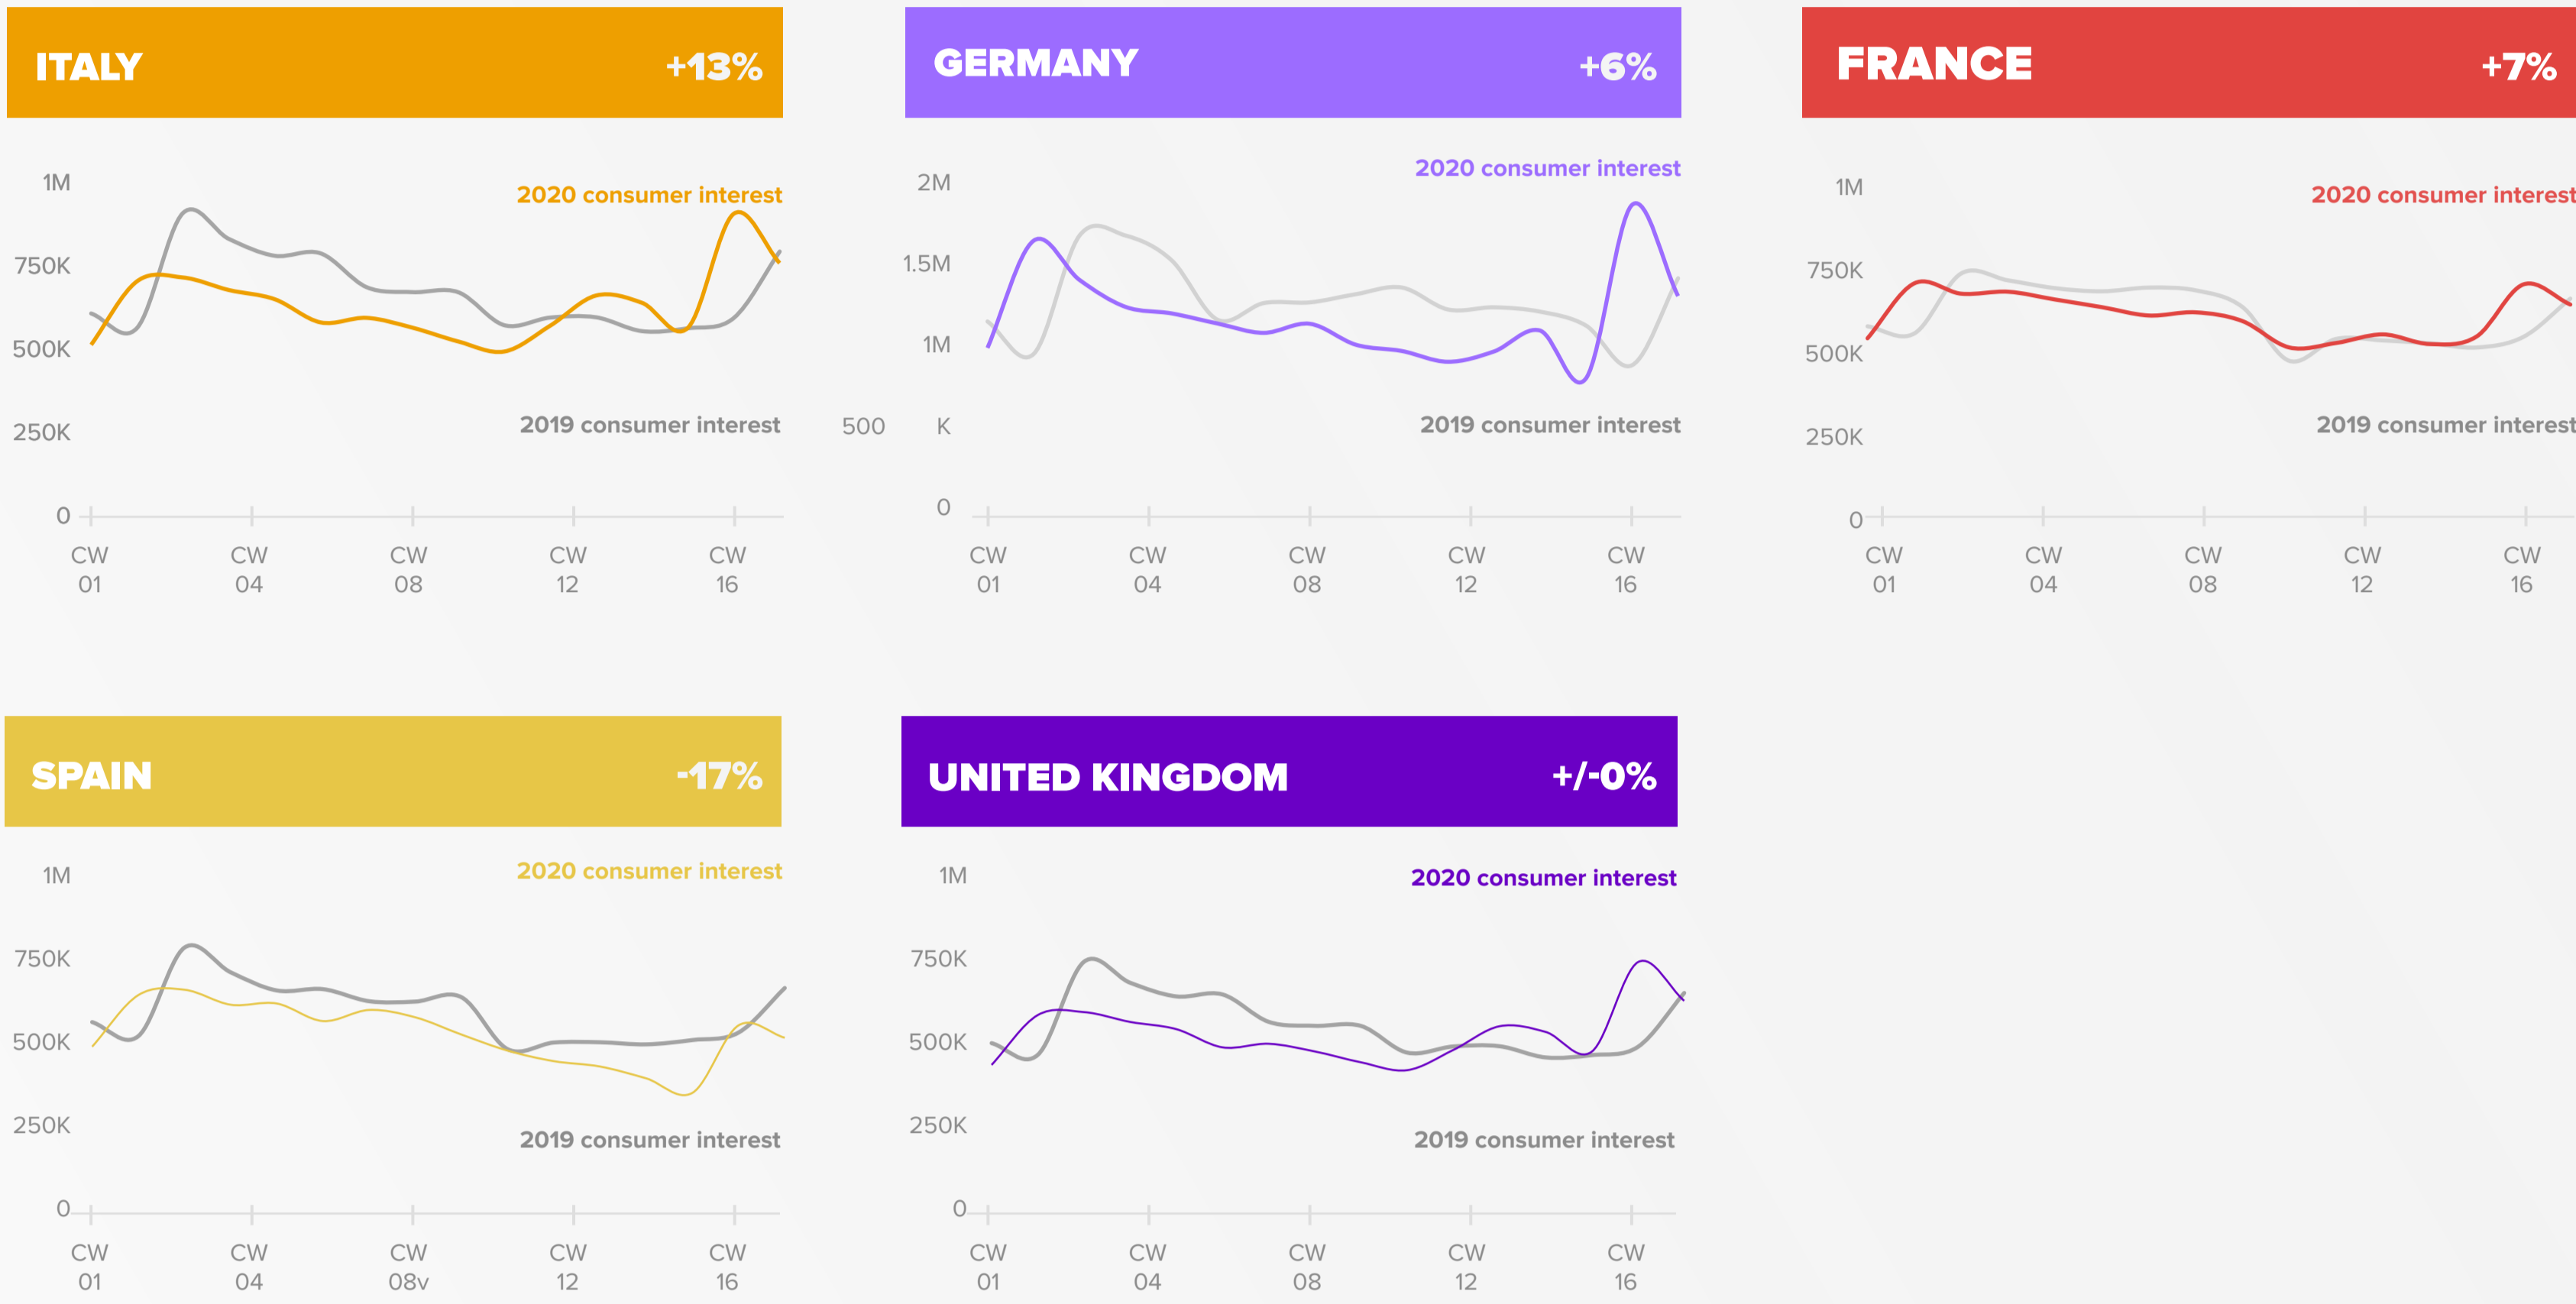 ITALY
+13%
1M
2020 consumer interest
750K
500K
250K
2019 consumer interest
0
CW CW CW CW CW
01 04 08 12 16
GERMANY
+6%
2020 consumer interest
2M
1.5M
1M
500 K
2019 consumer interest
0
CW CW CW CW CW
01 04 08 12 16
FRANCE
+7%
1M
2020 consumer interest
750K
500K
250K
2019 consumer interest
0
CW CW CW CW CW
01 04 08 12 16
SPAIN
-17%
1M
2020 consumer interest
750K
500K
250K
2019 consumer interest
0
CW CW CW CW CW
01 04 08v 12 16
UNITED KINGDOM
+/-0%
1M
2020 consumer interest
750K
500K
250K
2019 consumer interest
0
CW CW CW CW CW
01 04 08 12 16